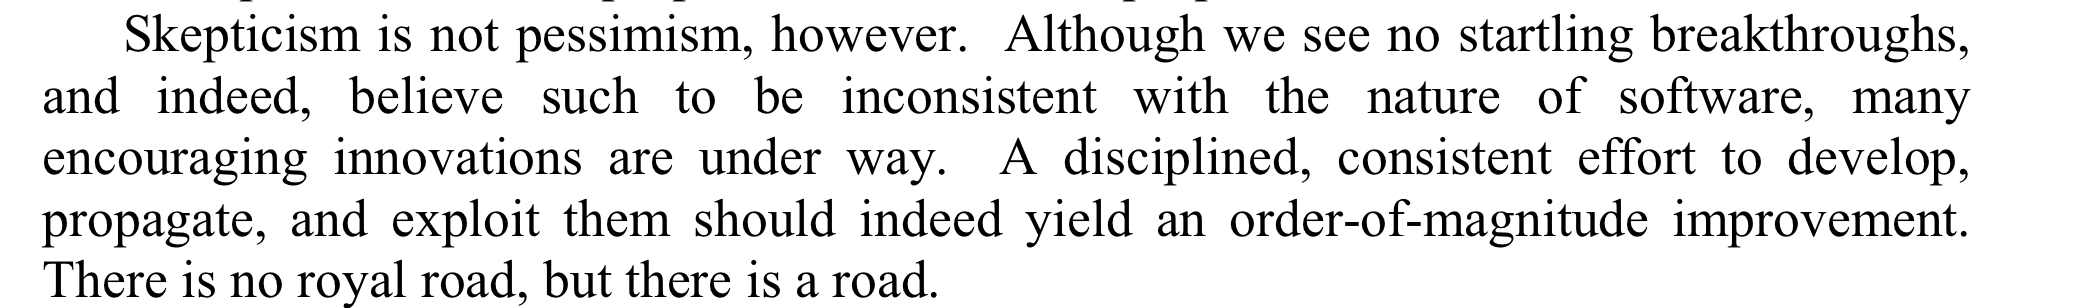 Skepticism is not pessimism, however.  Although we see no startling breakthroughs,
and indeed, believe such to be inconsistent with the nature of software, many
encouraging innovations are under way.  A disciplined, consistent effort to develop,
propagate, and exploit them should indeed yield an order-of-magnitude improvement.
There is no royal road, but there is a road.